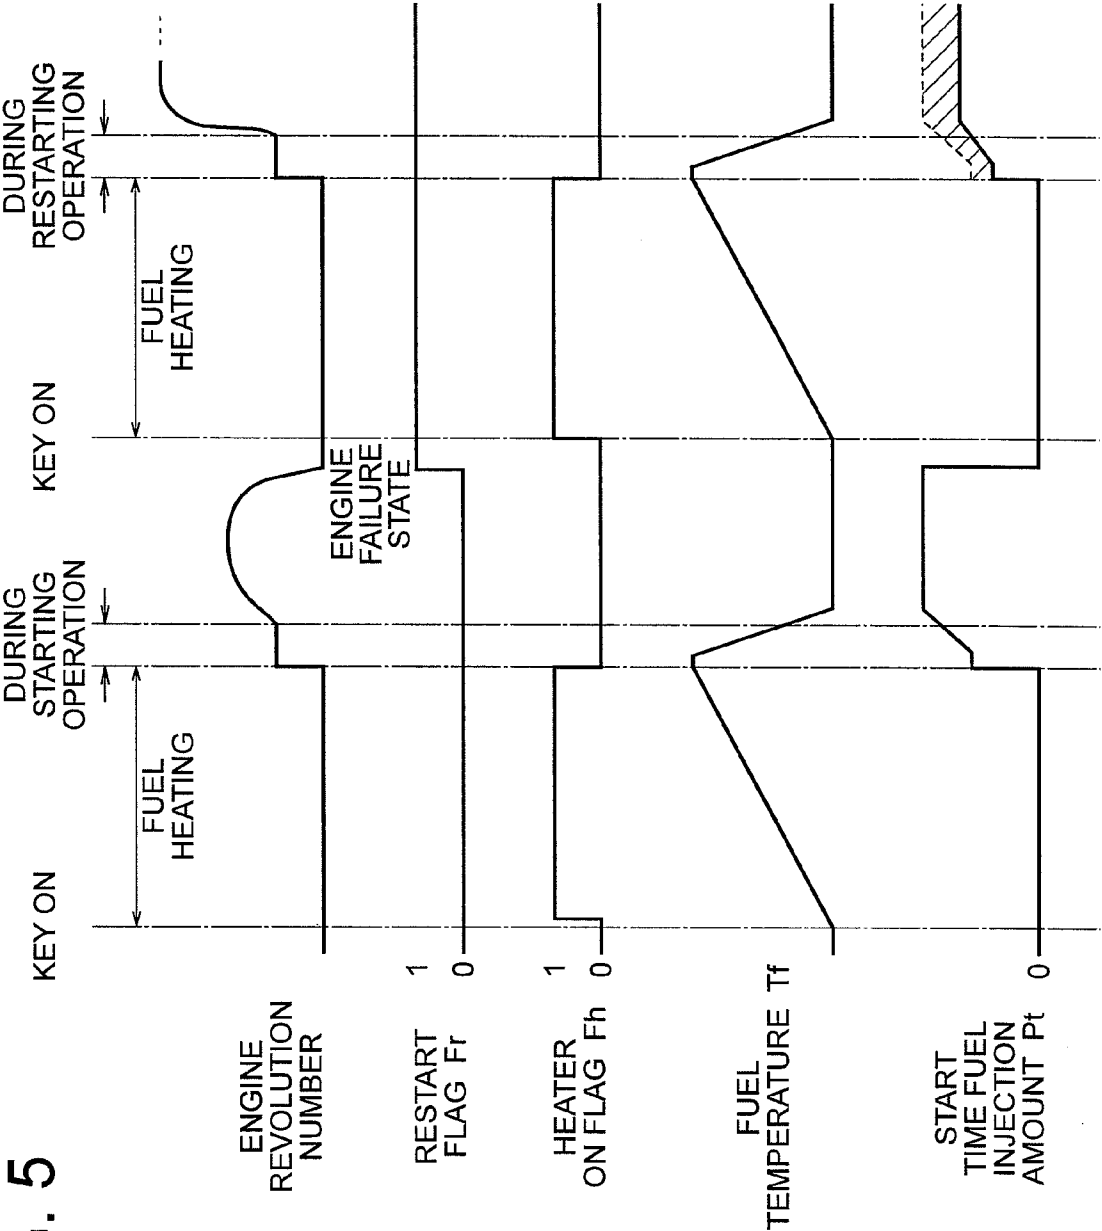 . 5
KEY ON
DURING
STARTING
OPERATION
KEY ON
DURING
RESTARTING
OPERATION
FUEL
HEATING
FUEL
HEATING
ENGINE
REVOLUTION
NUMBER
ENGINE
FAILURE
STATE
RESTART
FLAG Fr
1
0
HEATER
ON FLAG Fh
1
0
FUEL
TEMPERATURE Tf
START
TIME FUEL
INJECTION
AMOUNT Pt
0